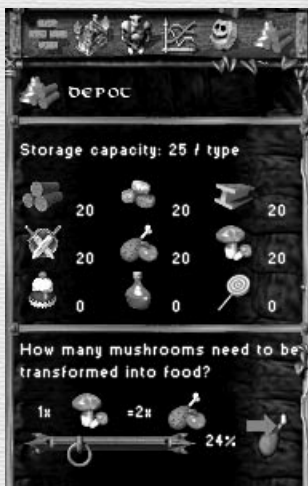 DEPOT
Storage capacity: 25 / type
20 20 20
20 20 20
0 0 0
How many mushrooms need to be
transformed into food?
1x =2x
24%